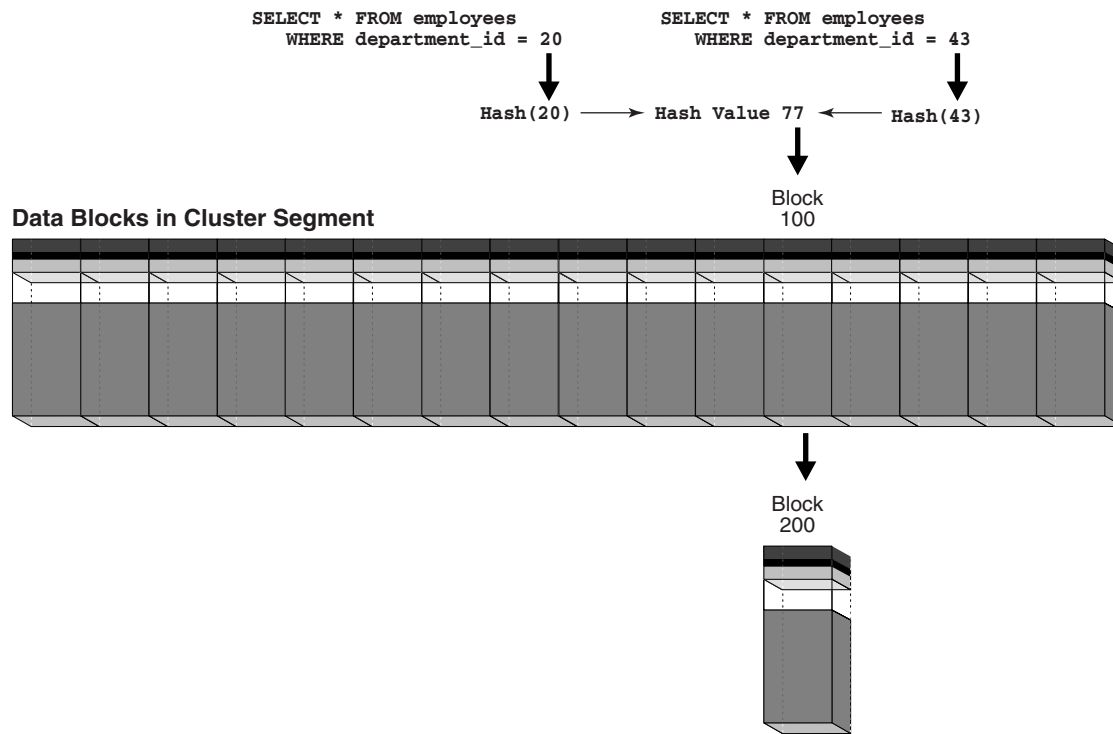 SELECT * FROM employees
WHERE department_id = 20
SELECT * FROM employees
WHERE department_id = 43
Hash(20)
Hash Value 77
Hash(43)
Block
100
Data Blocks in Cluster Segment
Block
200